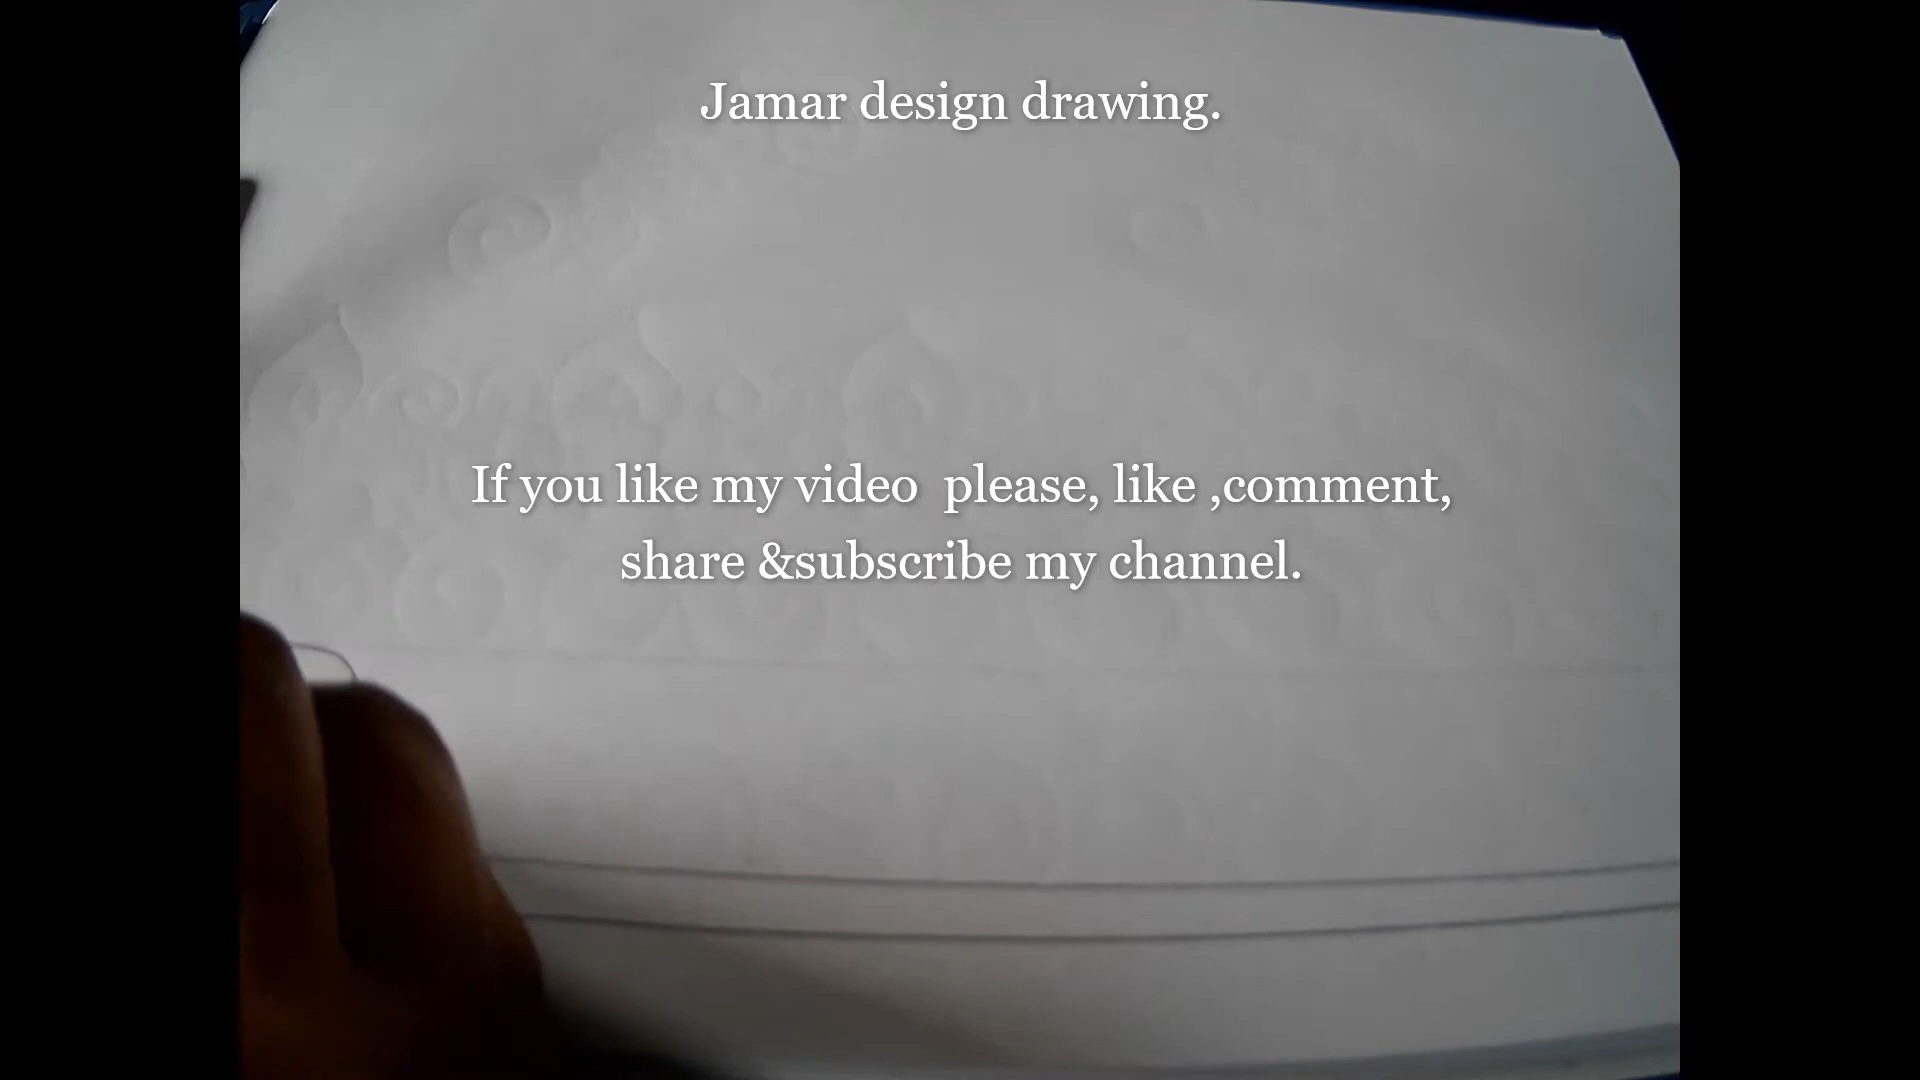 Jamar design drawing.
If you like my video  please, like ,comment,
share &subscribe my channel.